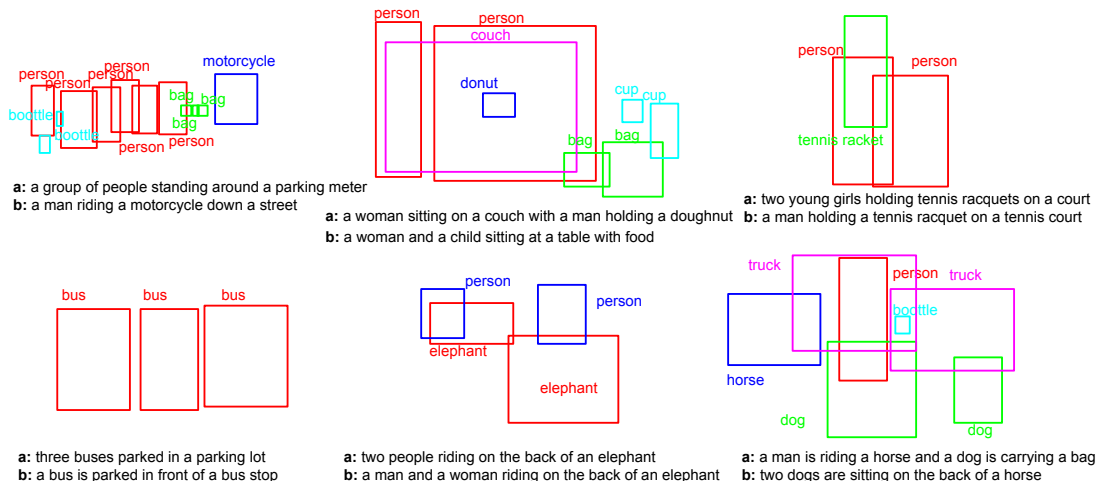 person
person
person
person
person
motorcycle
boottle
boottle
bag
bag
bag
a: a group of people standing around a parking meter
b: a man riding a motorcycle down a street
person
person
couch
donut
cup
cup
bag
bag
a: a woman sitting on a couch with a man holding a doughnut
b: a woman and a child sitting at a table with food
person
person
tennis racket
a: two young girls holding tennis racquets on a court
b: a man holding a tennis racquet on a tennis court
bus
bus
bus
a: three buses parked in a parking lot
b: a bus is parked in front of a bus stop
person
person
elephant
elephant
a: two people riding on the back of an elephant
b: a man and a woman riding on the back of an elephant
truck
person
truck
boottle
horse
dog
dog
a: a man is riding a horse and a dog is carrying a bag
b: two dogs are sitting on the back of a horse